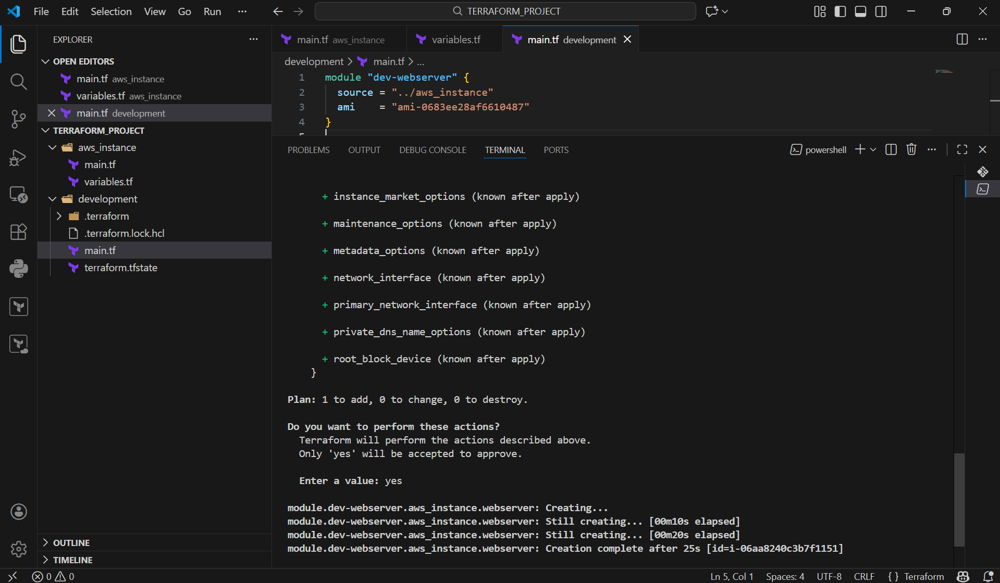 File Edit Selection View Go Run ···
TERRAFORM_PROJECT
EXPLORER
OPEN EDITORS
main.tf aws_instance
variables.tf aws_instance
main.tf development
TERRAFORM_PROJECT
aws_instance
main.tf
variables.tf
development
.terraform
.terraform.lock.hcl
main.tf
terraform.tfstate
OUTLINE
TIMELINE
main.tf aws_instance variables.tf main.tf development
development > main.tf > ...
1 module "dev-webserver" {
2 source = "../aws_instance"
3 ami = "ami-0683ee28af6610487"
4 }
PROBLEMS OUTPUT DEBUG CONSOLE TERMINAL PORTS
powershell
+ instance_market_options (known after apply)
+ maintenance_options (known after apply)
+ metadata_options (known after apply)
+ network_interface (known after apply)
+ primary_network_interface (known after apply)
+ private_dns_name_options (known after apply)
+ root_block_device (known after apply)
}
Plan: 1 to add, 0 to change, 0 to destroy.
Do you want to perform these actions?
Terraform will perform the actions described above.
Only 'yes' will be accepted to approve.
Enter a value: yes
module.dev-webserver.aws_instance.webserver: Creating...
module.dev-webserver.aws_instance.webserver: Still creating... [00m10s elapsed]
module.dev-webserver.aws_instance.webserver: Still creating... [00m20s elapsed]
module.dev-webserver.aws_instance.webserver: Creation complete after 25s [id=i-06aa8240c3b7f1151]
0 0
Ln 5, Col 1 Spaces: 4 UTF-8 CRLF { } Terraform